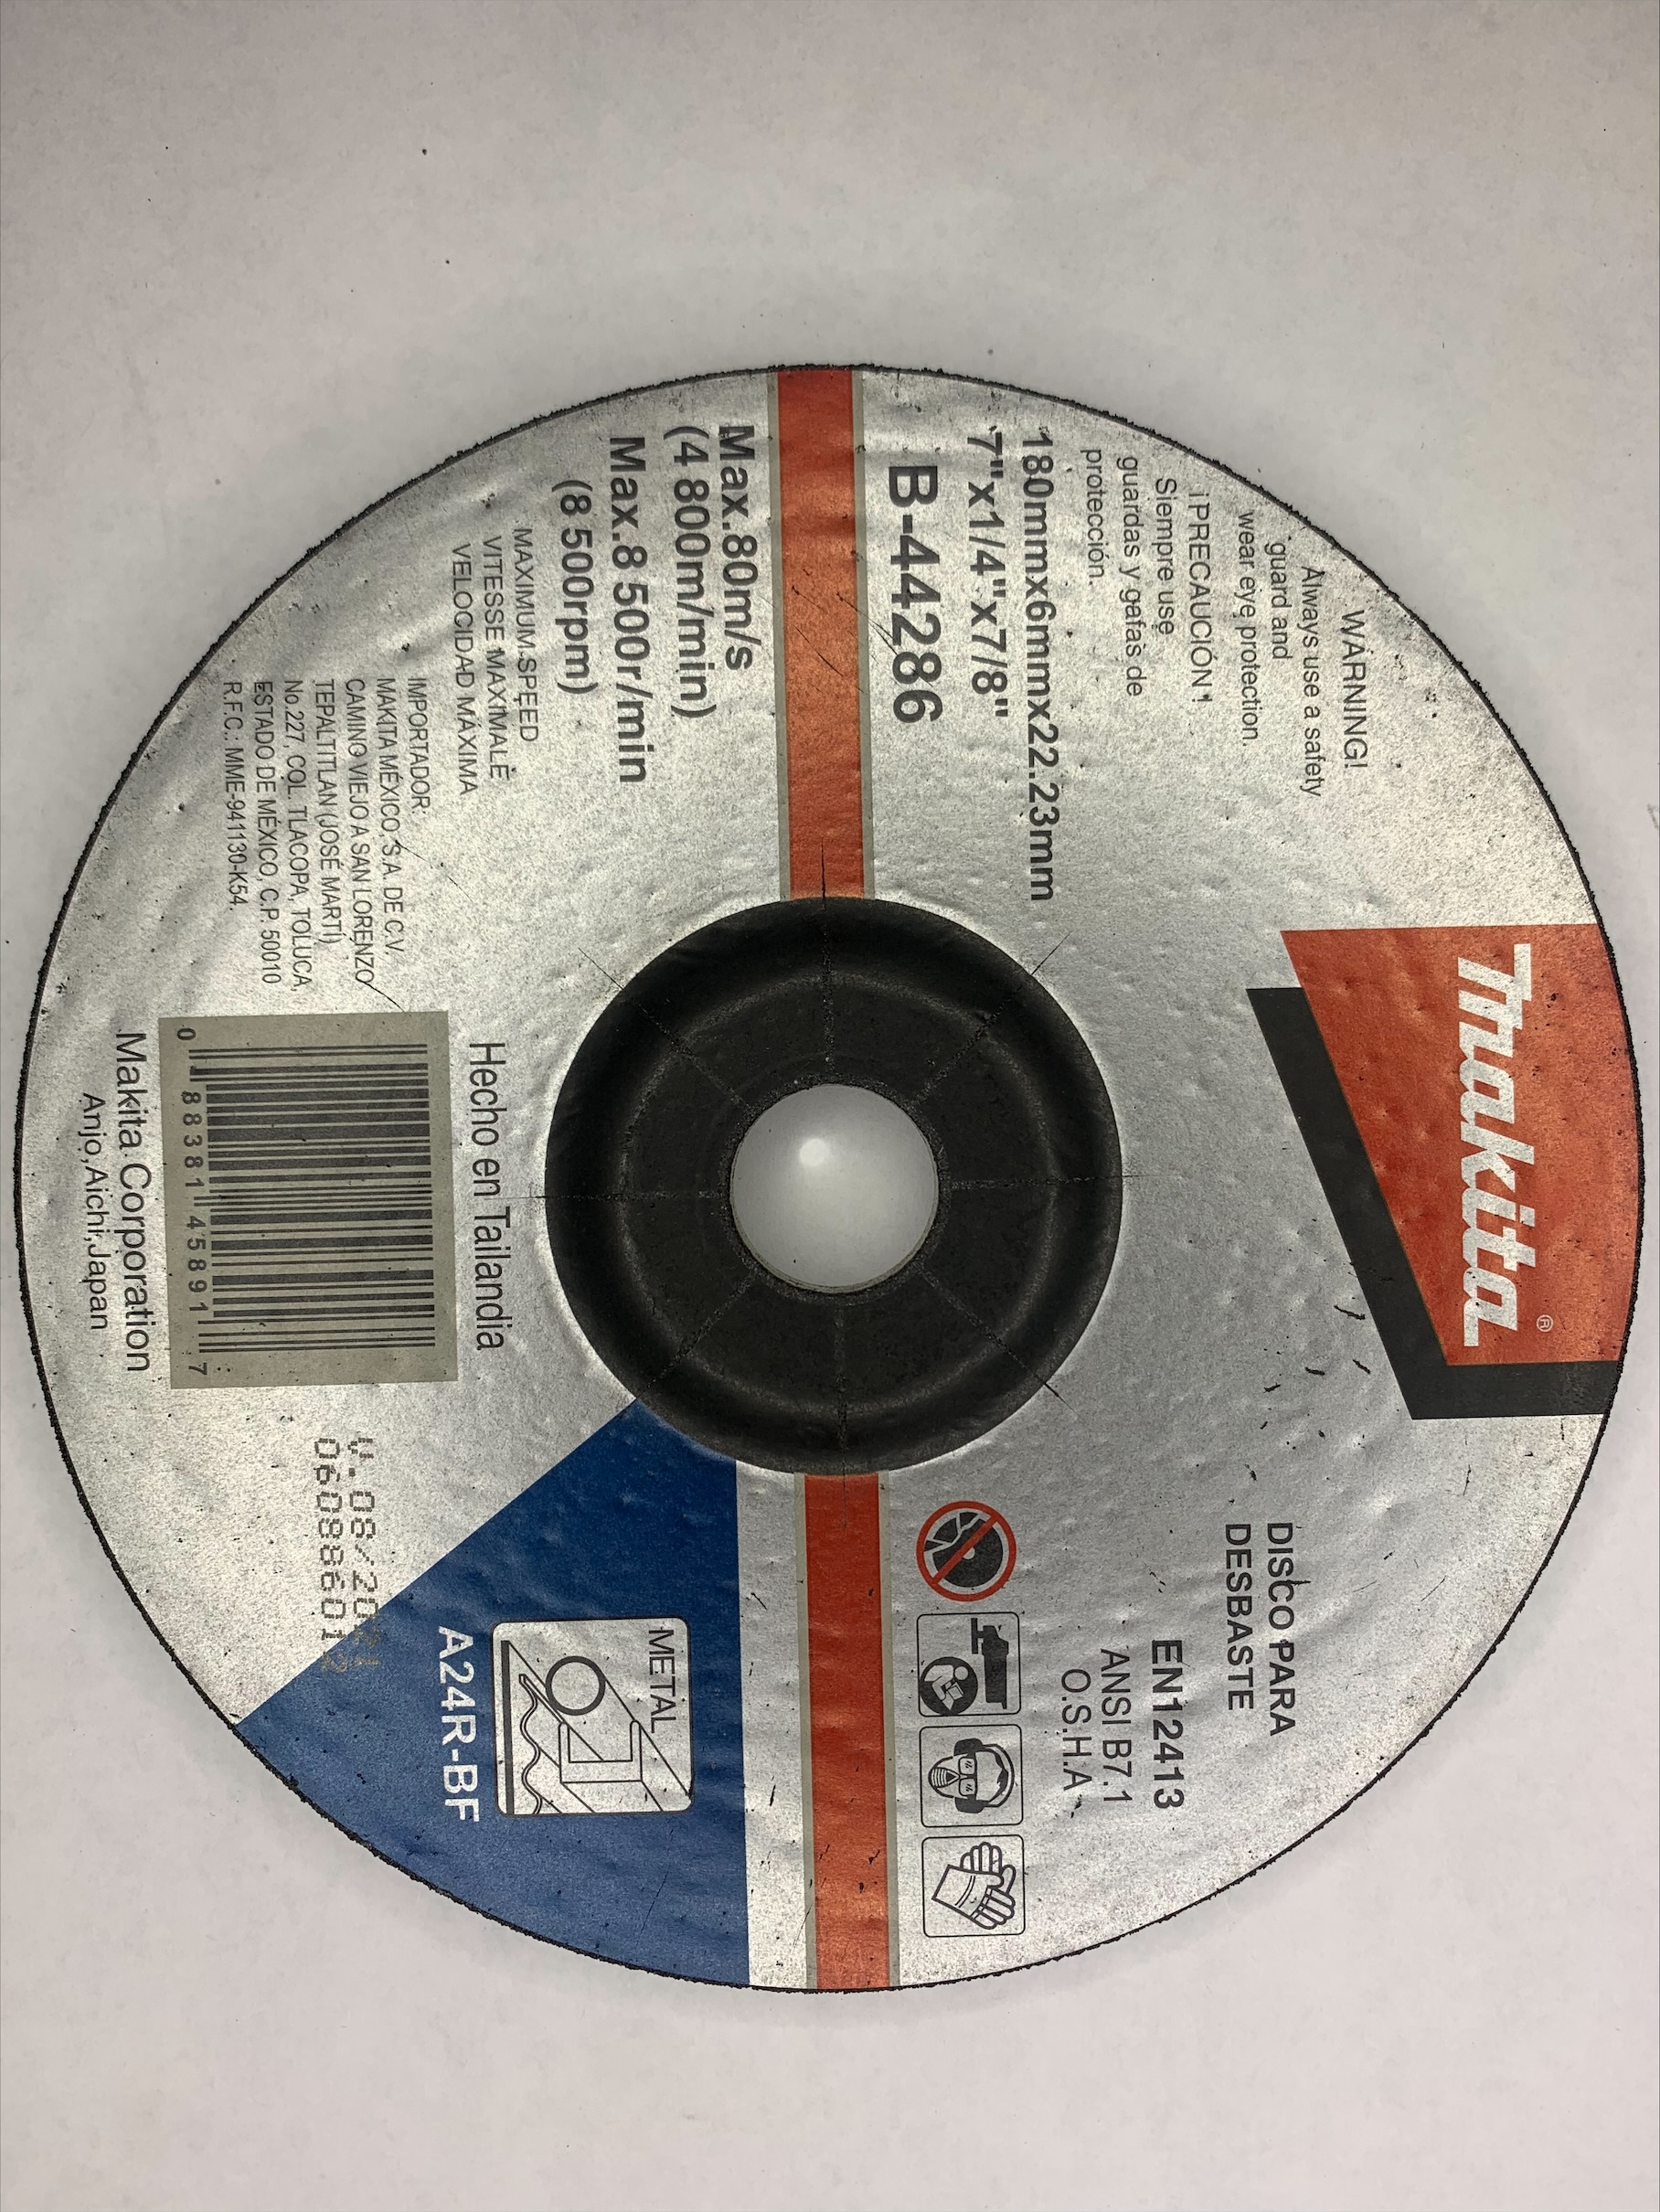 Makita®
WARNING!
Always use a safety
guard and
wear eye protection.
¡PRECAUCIÓN!
Siempre use
guardas y gafas de
protección.
180mmx6mmx22.23mm
7"x1/4"x7/8"
B-44286
DISCO PARA
DESBASTE
EN12413
ANSI B7.1
O.S.H.A
Max.80m/s
(4 800m/min)
Max.8 500r/min
(8 500rpm)
MAXIMUM SPEED
VITESSE MAXIMALE
VELOCIDAD MÁXIMA
METAL
A24R-BF
IMPORTADOR:
MAKITA MÉXICO, S.A. DE C.V.
CAMINO VIEJO A SAN LORENZO
TEPALTITLAN (JOSÉ MARTÍ)
No.227, COL. TLACOPA, TOLUCA,
ESTADO DE MÉXICO, C.P. 50010
R.F.C.: MME-941130-K54.
Hecho en Tailandia
0 88381 45891 7
V-08/2021
Makita Corporation
Anjo,Aichi,Japan